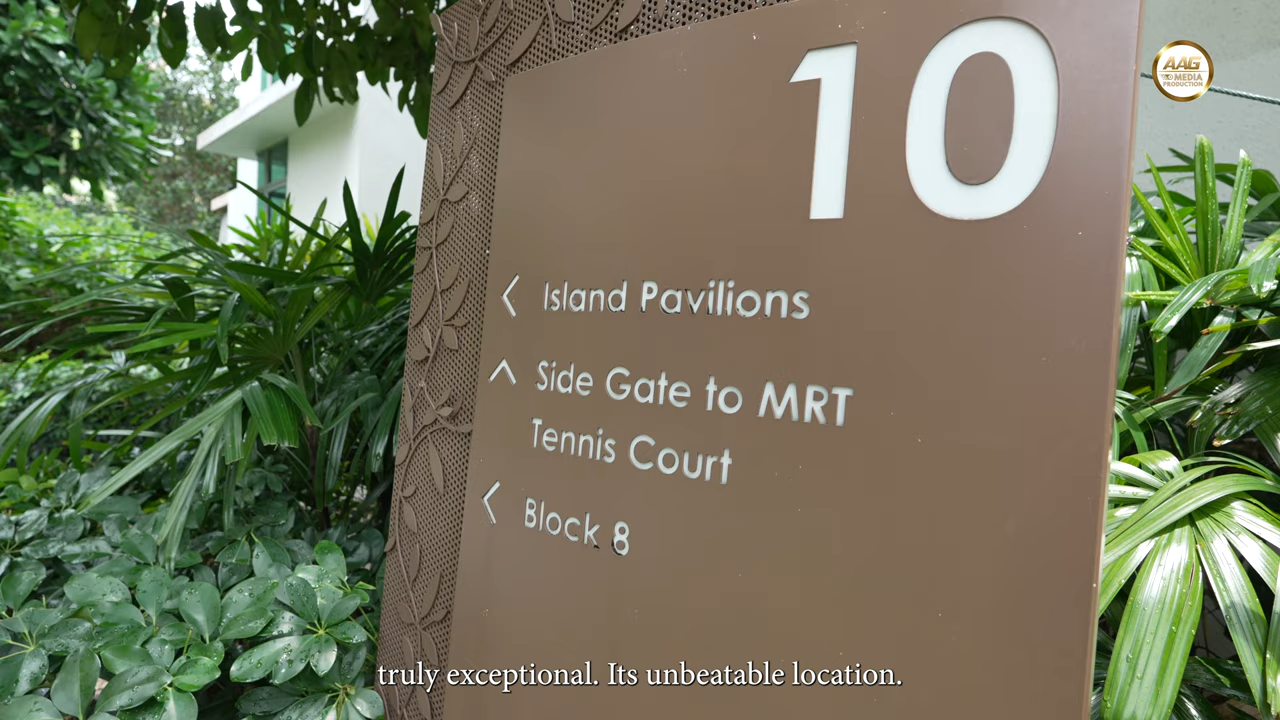 10
AAG
MEDIA
PRODUCTION
< Island Pavilions
^ Side Gate to MRT
Tennis Court
< Block 8
truly exceptional. Its unbeatable location.